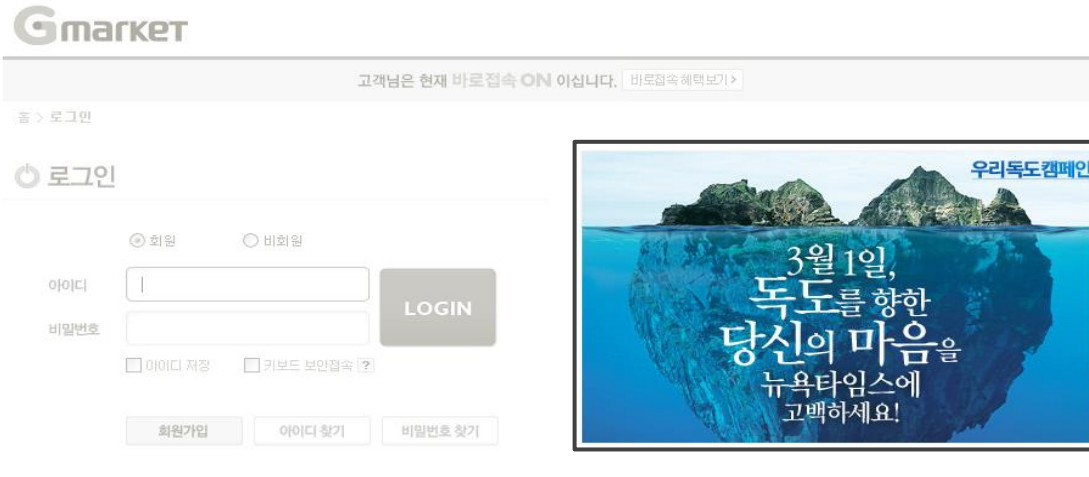 Gmarket
고객님은 현재 바로접속 ON 이십니다. 바로접속 혜택보기 >
홈 > 로그인
로그인
회원 비회원
아이디
LOGIN
비밀번호
아이디 저장 키보드 보안접속 ?
회원가입 아이디 찾기 비밀번호 찾기
우리독도캠페인
3월 1일,
독도를 향한
당신의 마음을
뉴욕타임스에
고백하세요!